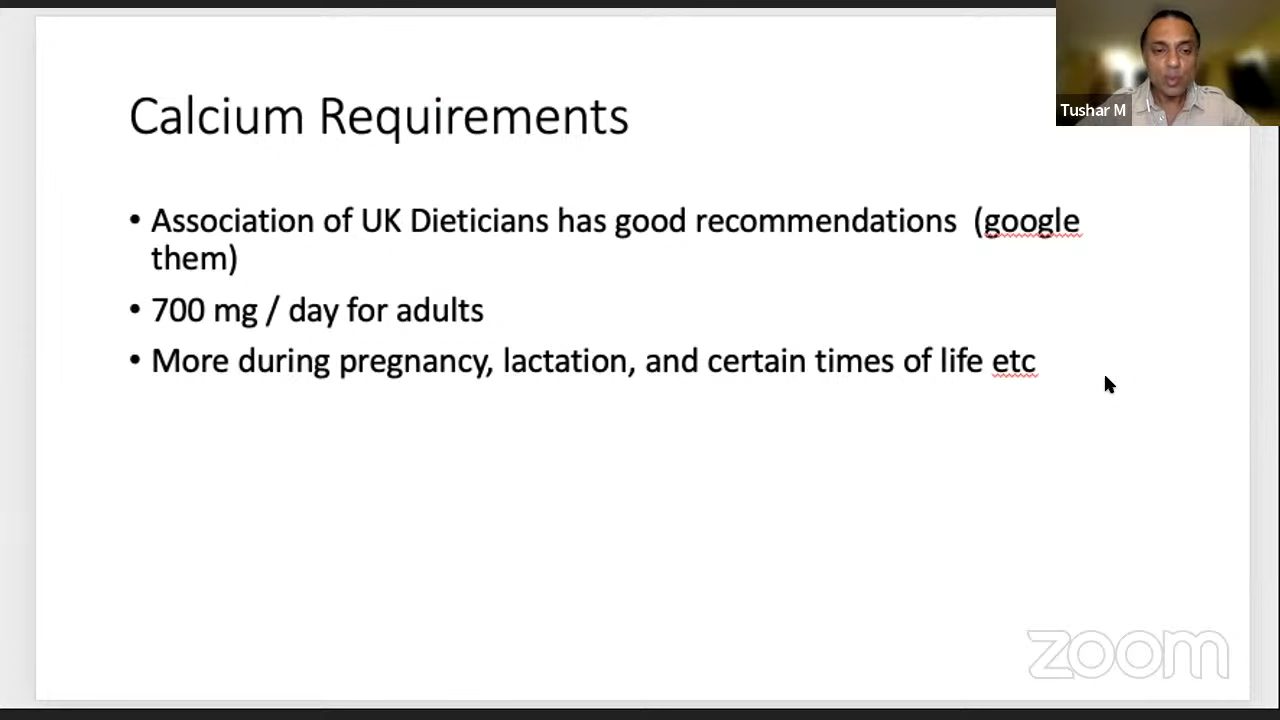 Tushar M
Calcium Requirements
• Association of UK Dieticians has good recommendations (google
them)
• 700 mg / day for adults
• More during pregnancy, lactation, and certain times of life etc
zoom